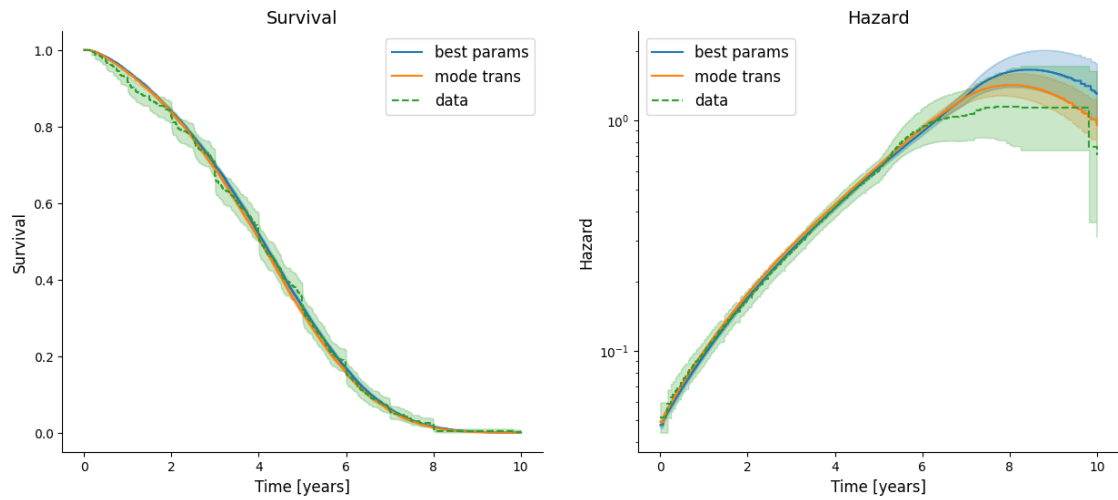 Survival
1.0
0.8
0.6
0.4
0.2
0.0
Survival
best params
mode trans
data
0
2
4
6
8
10
Time [years]
Hazard
10⁰
10⁻¹
Hazard
best params
mode trans
data
0
2
4
6
8
10
Time [years]